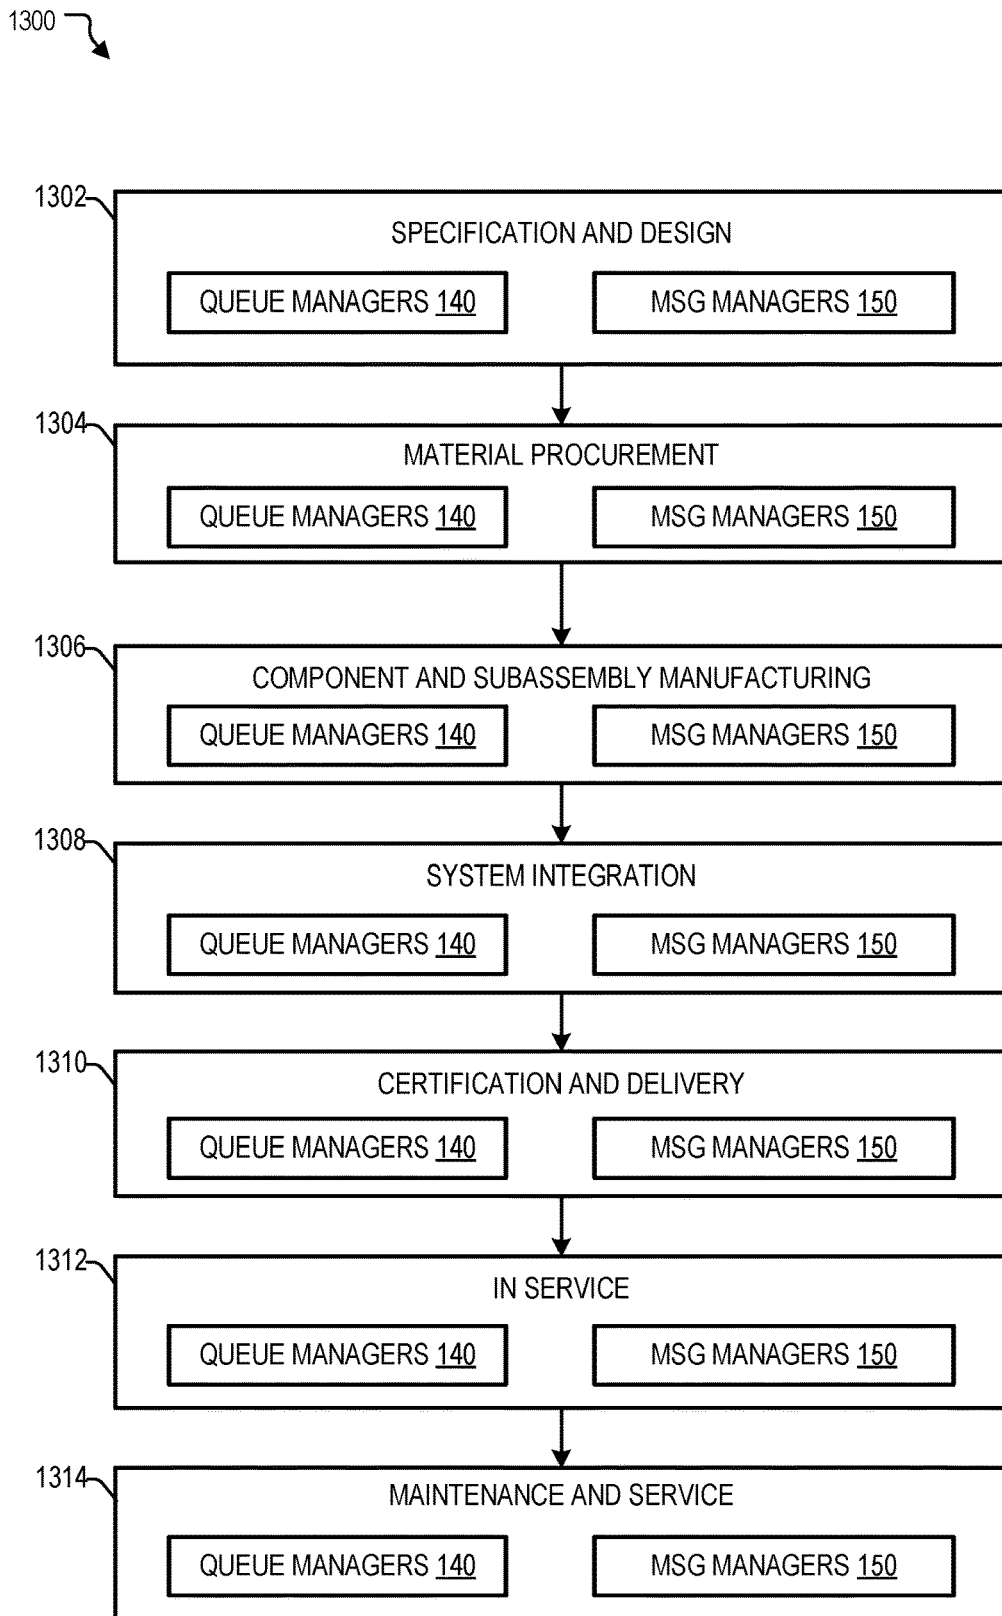 1300
1302
SPECIFICATION AND DESIGN
QUEUE MANAGERS 140 MSG MANAGERS 150
1304
MATERIAL PROCUREMENT
QUEUE MANAGERS 140 MSG MANAGERS 150
1306
COMPONENT AND SUBASSEMBLY MANUFACTURING
QUEUE MANAGERS 140 MSG MANAGERS 150
1308
SYSTEM INTEGRATION
QUEUE MANAGERS 140 MSG MANAGERS 150
1310
CERTIFICATION AND DELIVERY
QUEUE MANAGERS 140 MSG MANAGERS 150
1312
IN SERVICE
QUEUE MANAGERS 140 MSG MANAGERS 150
1314
MAINTENANCE AND SERVICE
QUEUE MANAGERS 140 MSG MANAGERS 150